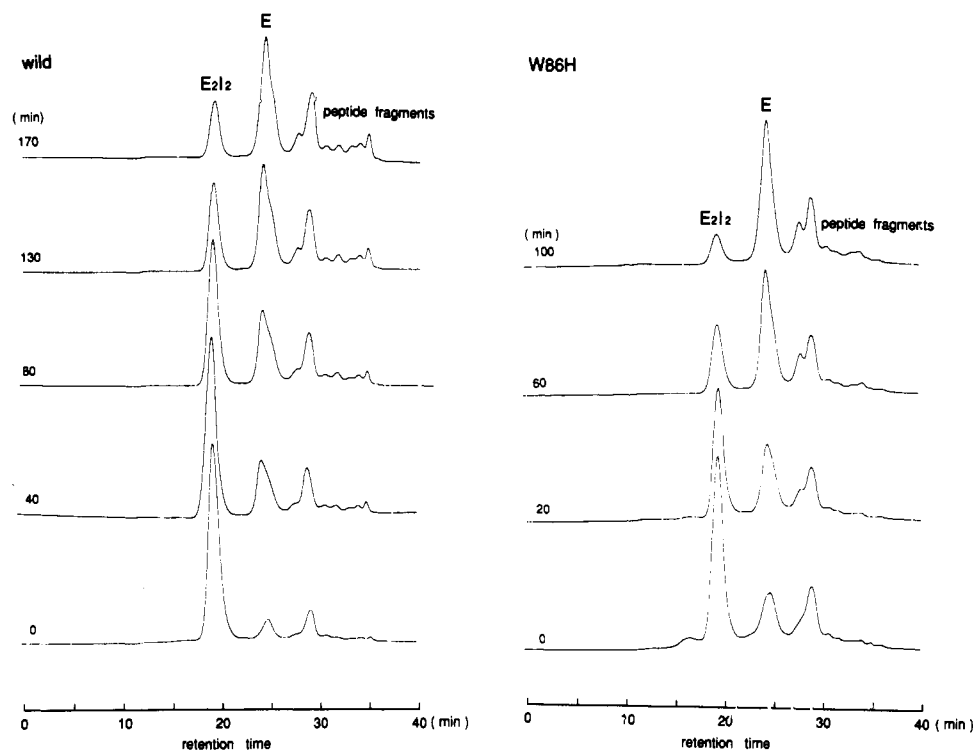 wild
E
E2I2
peptide fragments
(min)
170
130
80
40
0
0 10 20 30 40 (min)
retention time
W86H
E
E2I2
peptide fragments
(min)
100
60
20
0
0 10 20 30 40 (min)
retention time